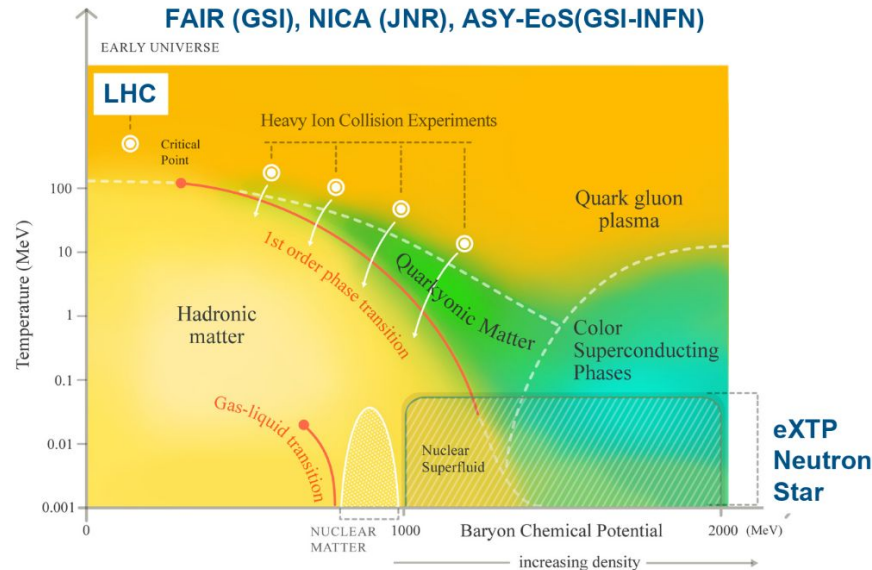 FAIR (GSI), NICA (JNR), ASY-EoS(GSI-INFN)
EARLY UNIVERSE
LHC
Heavy Ion Collision Experiments
Critical
Point
Quark gluon
plasma
Temperature (MeV)
100
10
1
0.1
0.01
0.001
1st order phase transition
Quarkyonic Matter
Hadronic
matter
Color
Superconducting
Phases
Gas-liquid transition
Nuclear
Superfluid
eXTP
Neutron
Star
0
NUCLEAR
MATTER
1000
Baryon Chemical Potential
2000 (MeV)
increasing density